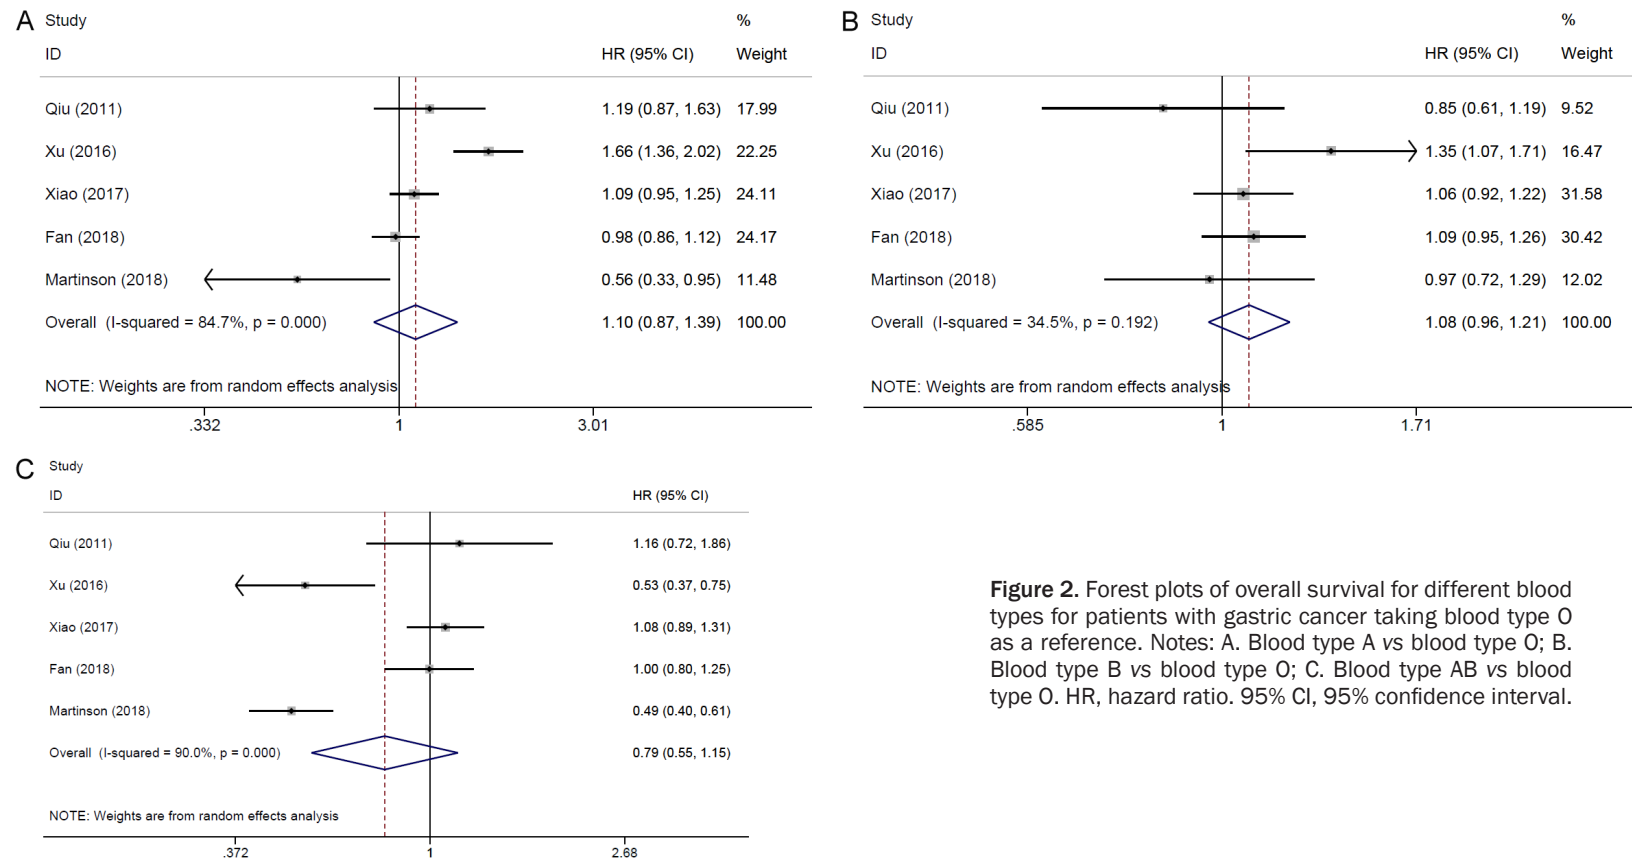 A Study %
ID HR (95% CI) Weight
Qiu (2011) 1.19 (0.87, 1.63) 17.99
Xu (2016) 1.66 (1.36, 2.02) 22.25
Xiao (2017) 1.09 (0.95, 1.25) 24.11
Fan (2018) 0.98 (0.86, 1.12) 24.17
Martinson (2018) 0.56 (0.33, 0.95) 11.48
Overall (I-squared = 84.7%, p = 0.000) 1.10 (0.87, 1.39) 100.00
NOTE: Weights are from random effects analysis
.332 1 3.01
B Study %
ID HR (95% CI) Weight
Qiu (2011) 0.85 (0.61, 1.19) 9.52
Xu (2016) 1.35 (1.07, 1.71) 16.47
Xiao (2017) 1.06 (0.92, 1.22) 31.58
Fan (2018) 1.09 (0.95, 1.26) 30.42
Martinson (2018) 0.97 (0.72, 1.29) 12.02
Overall (I-squared = 34.5%, p = 0.192) 1.08 (0.96, 1.21) 100.00
NOTE: Weights are from random effects analysis
.585 1 1.71
C Study
ID HR (95% CI)
Qiu (2011) 1.16 (0.72, 1.86)
Xu (2016) 0.53 (0.37, 0.75)
Xiao (2017) 1.08 (0.89, 1.31)
Fan (2018) 1.00 (0.80, 1.25)
Martinson (2018) 0.49 (0.40, 0.61)
Overall (I-squared = 90.0%, p = 0.000) 0.79 (0.55, 1.15)
NOTE: Weights are from random effects analysis
.372 1 2.68
Figure 2. Forest plots of overall survival for different blood
types for patients with gastric cancer taking blood type O
as a reference. Notes: A. Blood type A vs blood type O; B.
Blood type B vs blood type O; C. Blood type AB vs blood
type O. HR, hazard ratio. 95% CI, 95% confidence interval.